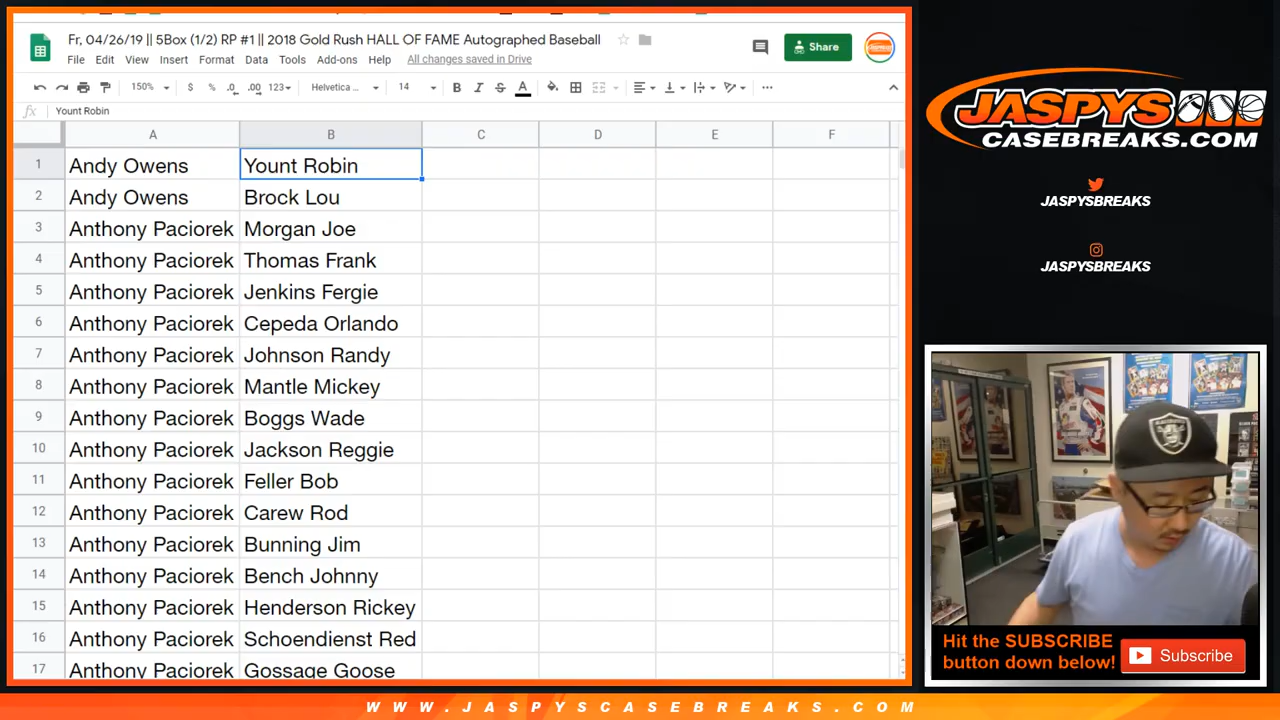 Fr, 04/26/19 || 5Box (1/2) RP #1 || 2018 Gold Rush HALL OF FAME Autographed Baseball
Share
File Edit View Insert Format Data Tools Add-ons Help All changes saved in Drive
150% $ % .0 .00 123 Helvetica ... 14 B I S A
fx Yount Robin
A B C D E F
1 Andy Owens Yount Robin
2 Andy Owens Brock Lou
3 Anthony Paciorek Morgan Joe
4 Anthony Paciorek Thomas Frank
5 Anthony Paciorek Jenkins Fergie
6 Anthony Paciorek Cepeda Orlando
7 Anthony Paciorek Johnson Randy
8 Anthony Paciorek Mantle Mickey
9 Anthony Paciorek Boggs Wade
10 Anthony Paciorek Jackson Reggie
11 Anthony Paciorek Feller Bob
12 Anthony Paciorek Carew Rod
13 Anthony Paciorek Bunning Jim
14 Anthony Paciorek Bench Johnny
15 Anthony Paciorek Henderson Rickey
16 Anthony Paciorek Schoendienst Red
17 Anthony Paciorek Gossage Goose
JASPYS
CASEBREAKS.COM
JASPYSBREAKS
JASPYSBREAKS
Hit the SUBSCRIBE
button down below!
Subscribe
WWW.JASPYSCASEBREAKS.COM